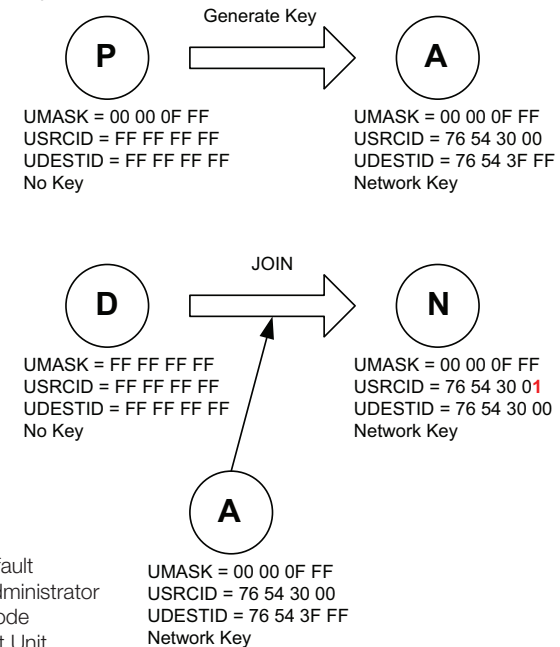 Generate Key
P
A
UMASK = 00 00 0F FF
USRCID = FF FF FF FF
UDESTID = FF FF FF FF
No Key
UMASK = 00 00 0F FF
USRCID = 76 54 30 00
UDESTID = 76 54 3F FF
Network Key
JOIN
D
N
UMASK = FF FF FF FF
USRCID = FF FF FF FF
UDESTID = FF FF FF FF
No Key
UMASK = 00 00 0F FF
USRCID = 76 54 30 01
UDESTID = 76 54 30 00
Network Key
A
UMASK = 00 00 0F FF
USRCID = 76 54 30 00
UDESTID = 76 54 3F FF
Network Key